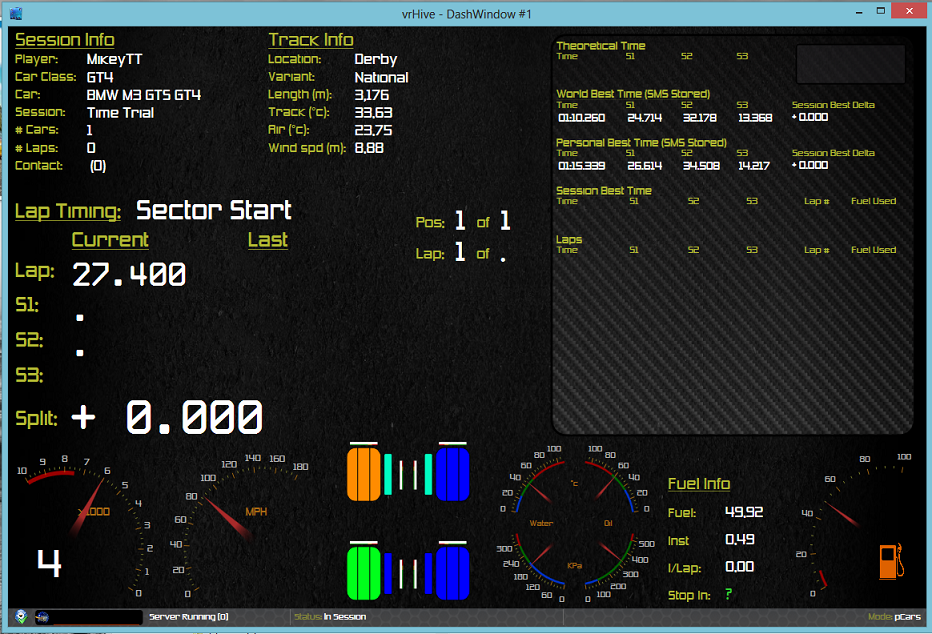 vrHive - DashWindow #1
Session Info
Player: MikeyTT
Car Class: GT4
Car: BMW M3 GTS GT4
Session: Time Trial
# Cars: 1
# Laps: 0
Contact: (0)
Track Info
Location: Derby
Variant: National
Length (m): 3,176
Track (°c): 33,63
Air (°c): 23,75
Wind spd (m): 8,88
Theoretical Time
Time S1 S2 S3
World Best Time (SMS Stored)
Time S1 S2 S3 Session Best Delta
01:10.260 24.714 32.178 13.368 + 0.000
Personal Best Time (SMS Stored)
Time S1 S2 S3 Session Best Delta
01:15.339 26.614 34.508 14.217 + 0.000
Session Best Time
Time S1 S2 S3 Lap # Fuel Used
Laps
Time S1 S2 S3 Lap # Fuel Used
Lap Timing: Sector Start
Current Last
Lap: 27.400
S1: .
S2: .
S3:
Split: + 0.000
Pos: 1 of 1
Lap: 1 of .
10 9 8 7 6 5 4 3 2 1 0
x1000
4
0 20 40 60 80 100 120 140 160 180
MPH
0 20 40 60 80 100
100 80 60 40 20 0
°c
Water Oil
KPa
300 240 180 120 60 0
500 400 300 200 100 0
Fuel Info
Fuel: 49,92
Inst 0.49
l/Lap: 0,00
Stop In: ?
0 20 40 60 80 100
Server Running [0]
Status: In Session
Mode: pCars